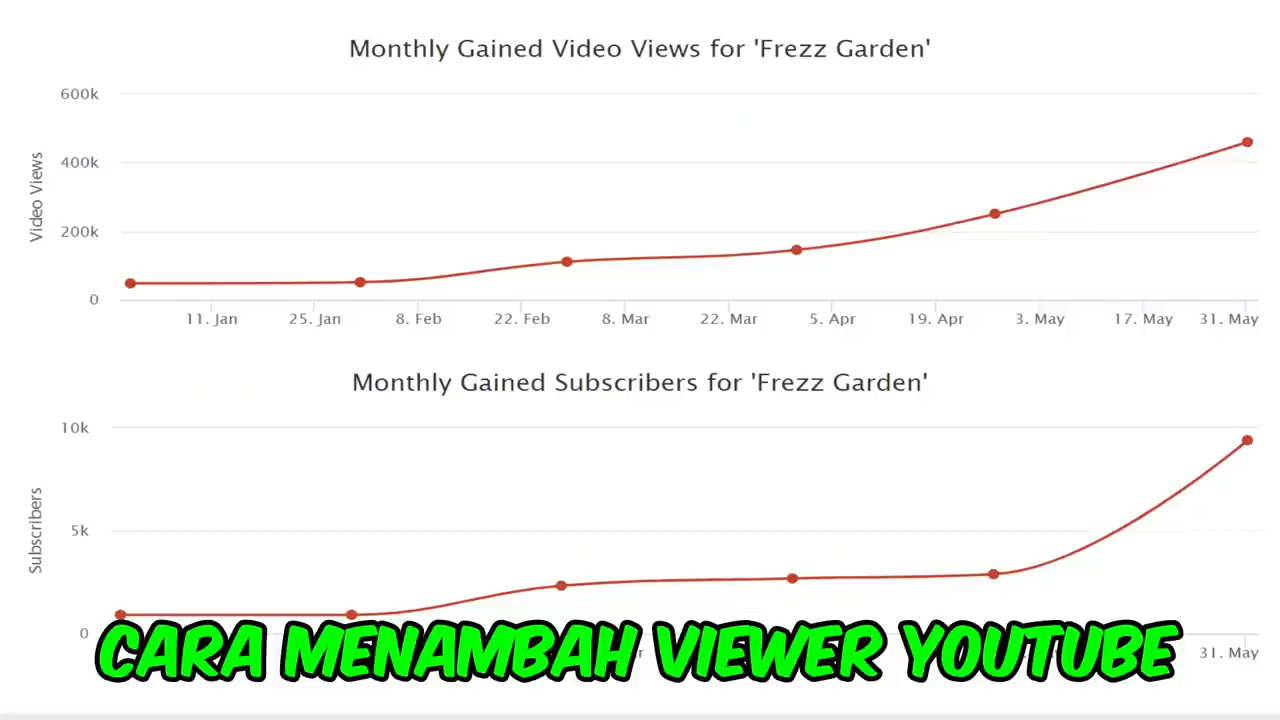 Monthly Gained Video Views for 'Frezz Garden'
600k
400k
200k
0
Video Views
11. Jan 25. Jan 8. Feb 22. Feb 8. Mar 22. Mar 5. Apr 19. Apr 3. May 17. May 31. May
Monthly Gained Subscribers for 'Frezz Garden'
10k
5k
0
Subscribers
31. May
CARA MENAMBAH VIEWER YOUTUBE